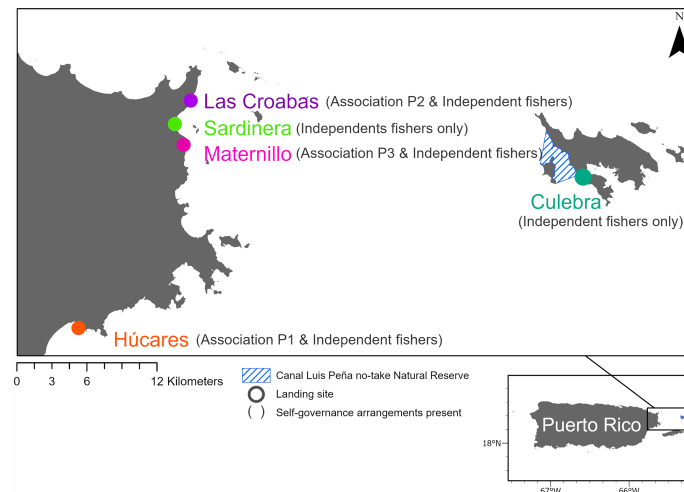 N
Las Croabas (Association P2 & Independent fishers)
Sardinera (Independents fishers only)
Maternillo (Association P3 & Independent fishers)
Culebra
(Independent fishers only)
Húcares (Association P1 & Independent fishers)
0 3 6 12 Kilometers
Canal Luis Peña no-take Natural Reserve
Landing site
( ) Self-governance arrangements present
Puerto Rico
18°N
67°W 66°W